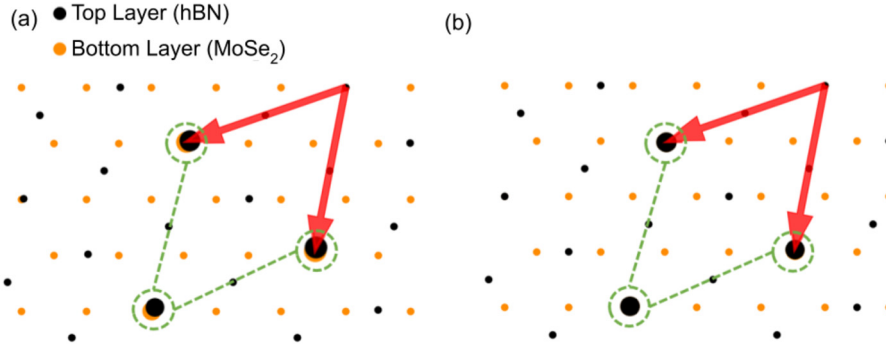 (a) Top Layer (hBN)
Bottom Layer (MoSe₂)
(b)